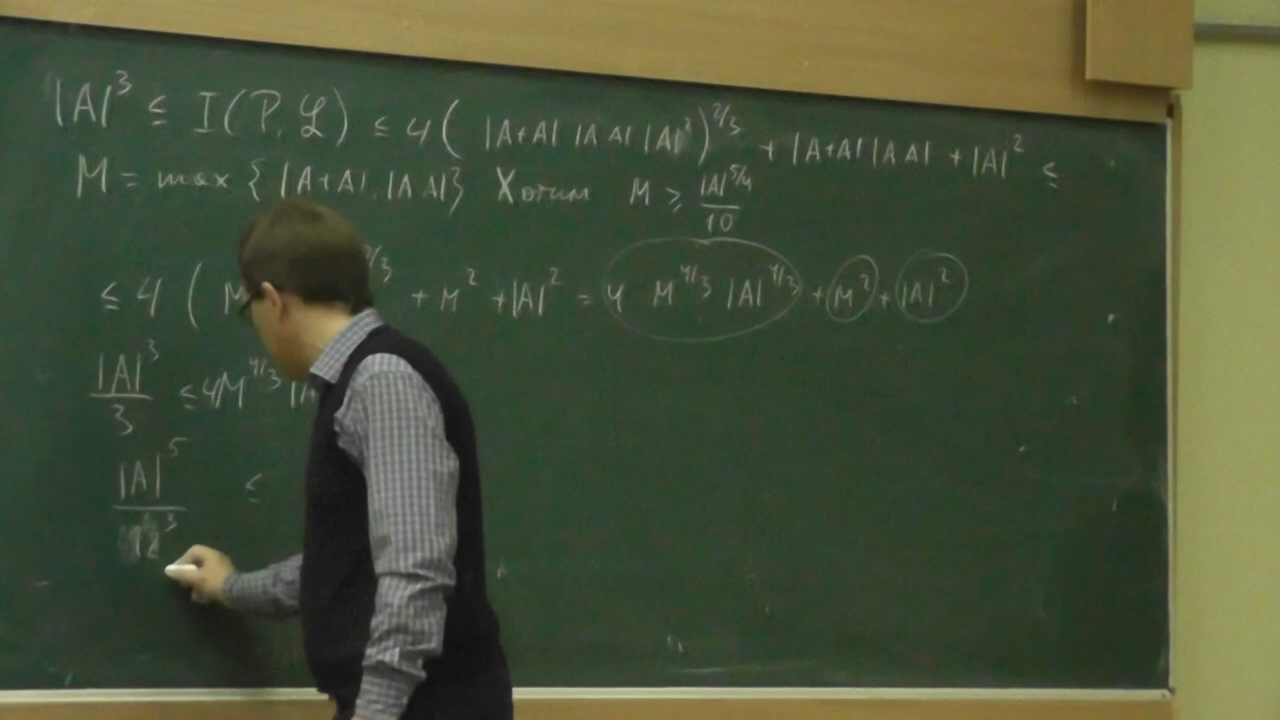 |A|³ ≤ I(P, ℒ) ≤ 4( |A+A| |A A| |A|² )^{2/3} + |A+A| |A A| + |A|² ≤
M = max { |A+A|, |A A| } Хотим M ≥ |A|^{5/4} / 10
≤ 4 ( M ^{2/3} + M² + |A|² = 4 M^{4/3} |A|^{4/3} + M² + |A|²
|A|³ / 3 ≤ 4M^{4/3} |A
|A|⁵ / 12³ ≤